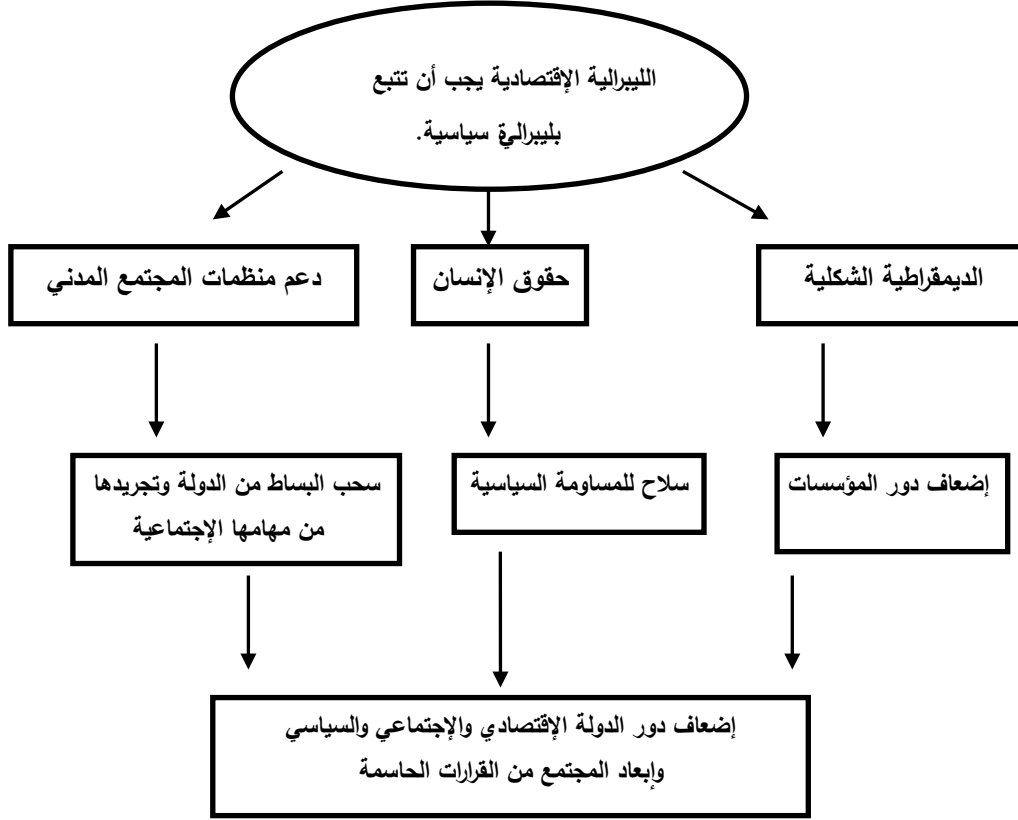 الليبرالية الإقتصادية يجب أن تتبع
بليبرالية سياسية.
الديمقراطية الشكلية
حقوق الإنسان
دعم منظمات المجتمع المدني
إضعاف دور المؤسسات
سلاح للمساومة السياسية
سحب البساط من الدولة وتجريدها
من مهامها الإجتماعية
إضعاف دور الدولة الإقتصادي والإجتماعي والسياسي
وإبعاد المجتمع من القرارات الحاسمة